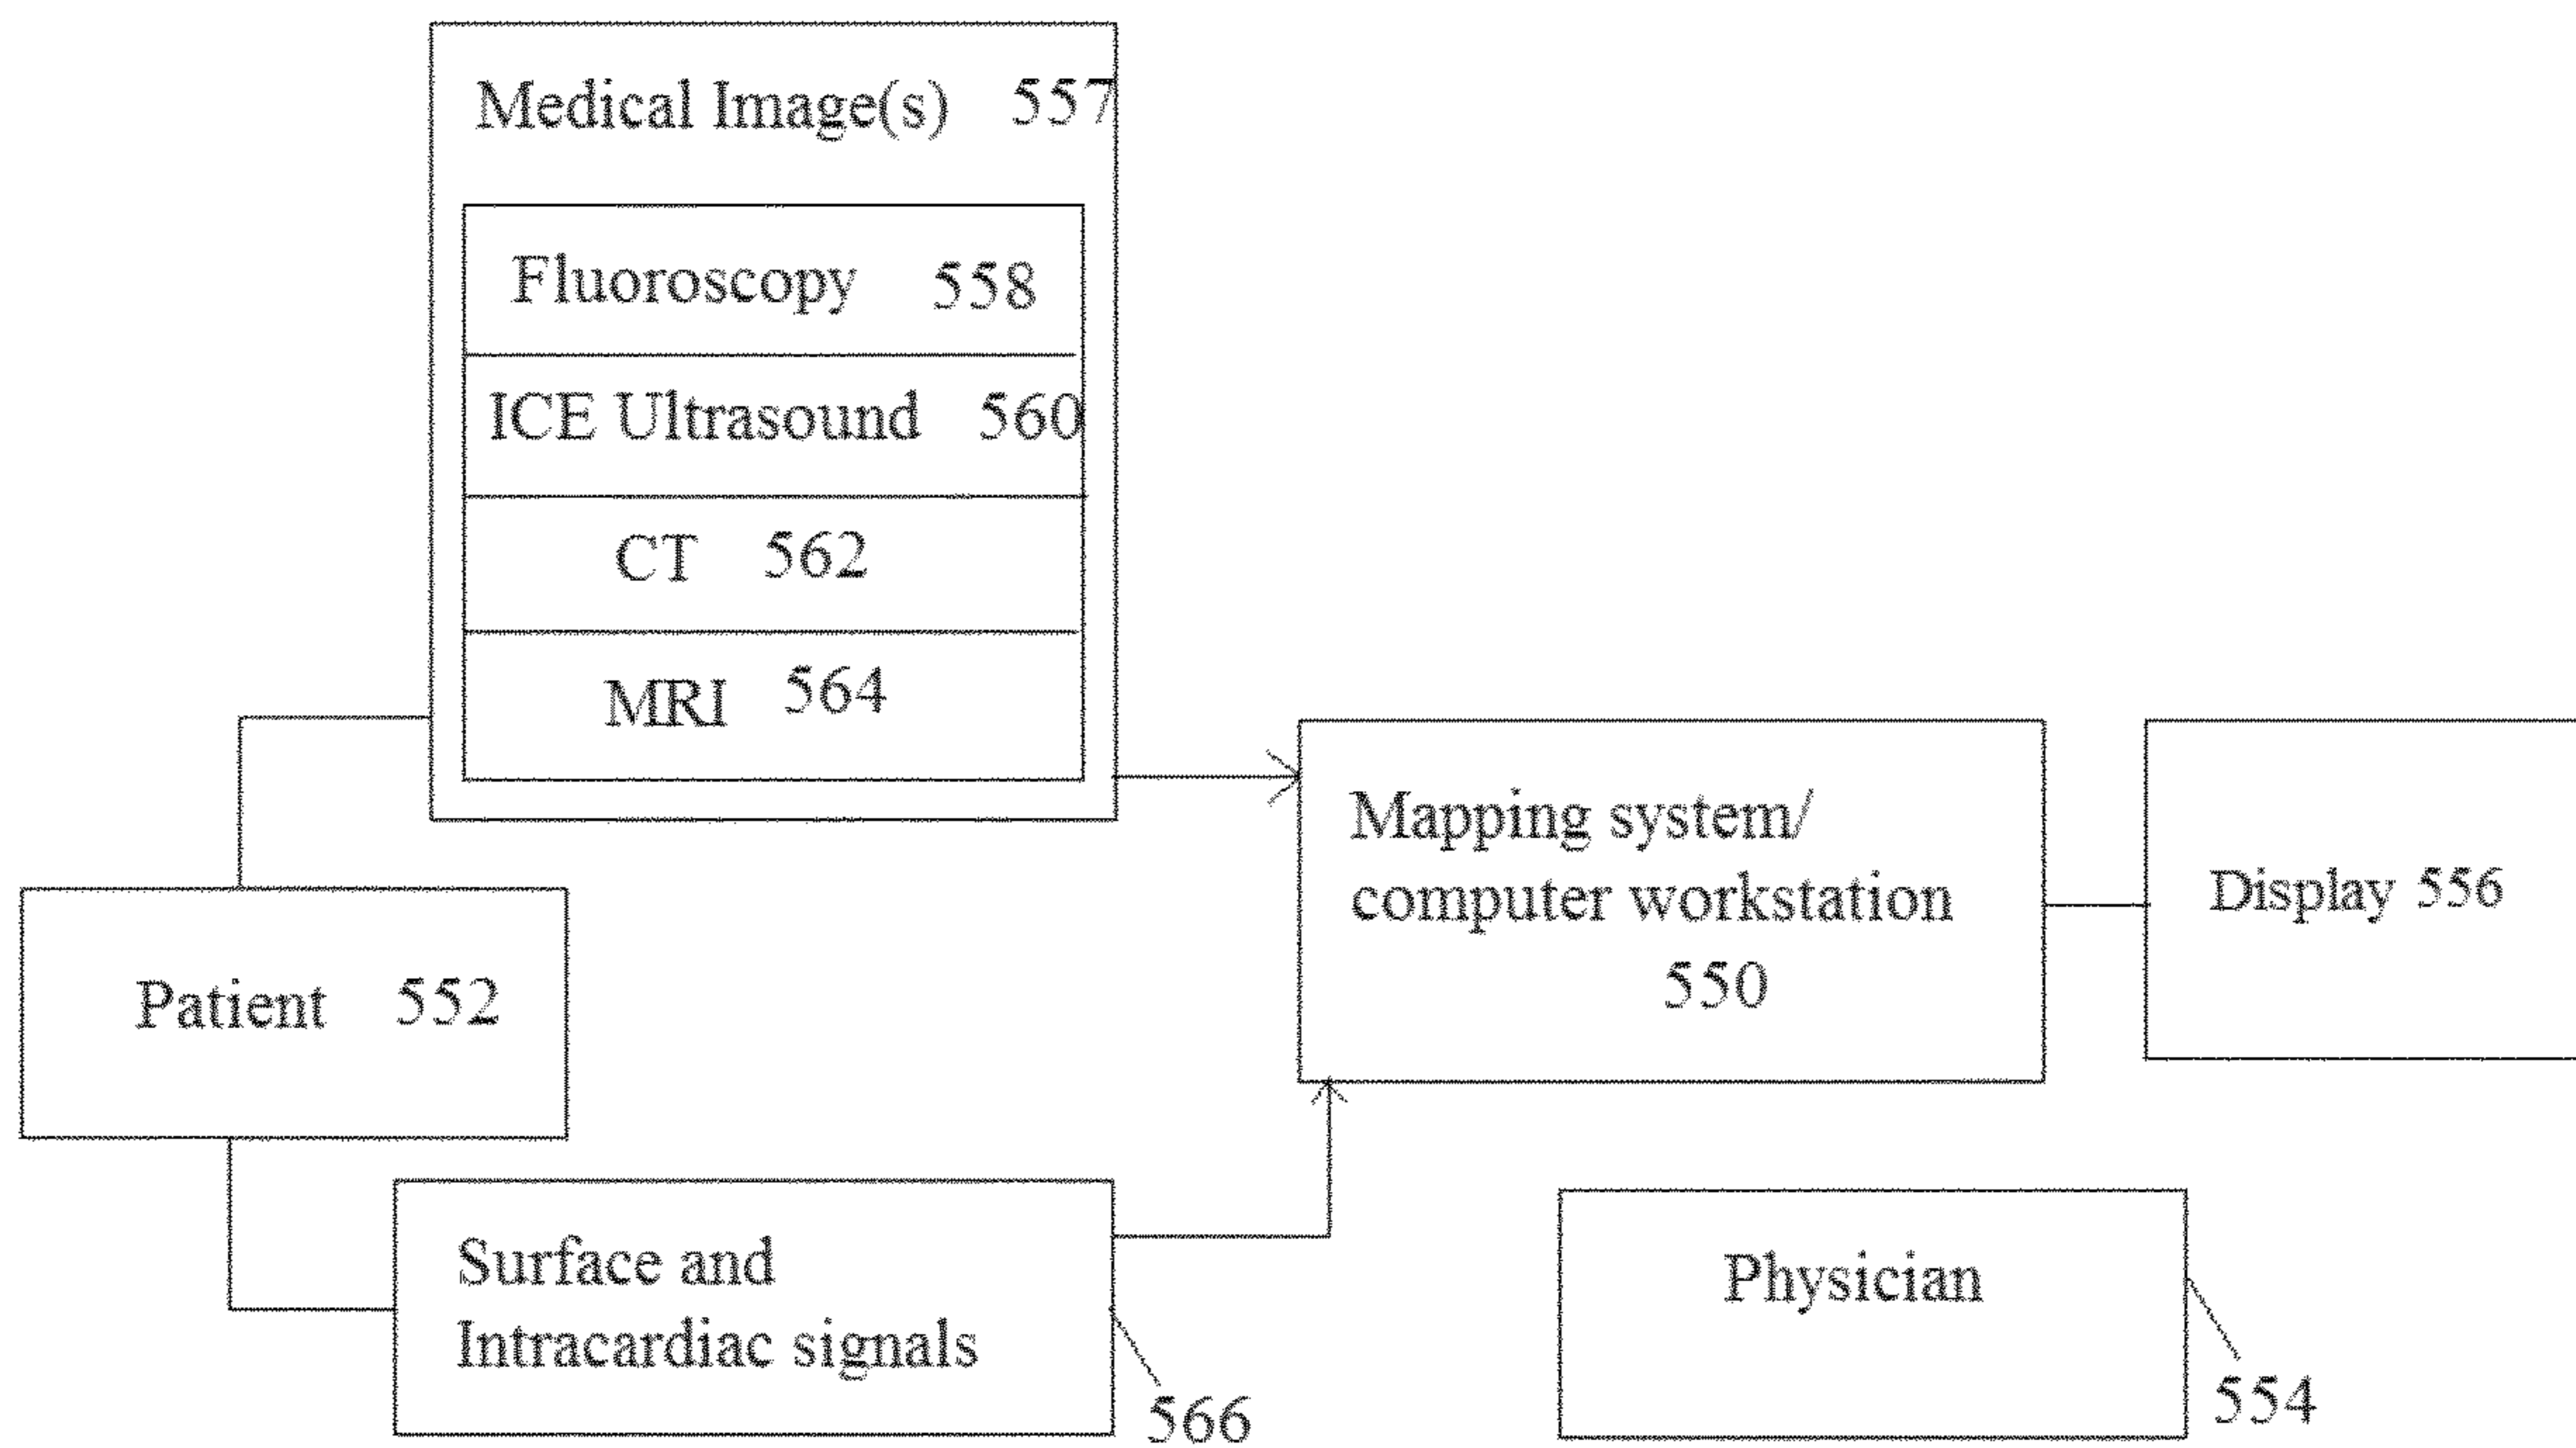 Medical Image(s) 557
Fluoroscopy 558
ICE Ultrasound 560
CT 562
MRI 564
Mapping system/
computer workstation
550
Display 556
Patient 552
Surface and
Intracardiac signals
566
Physician
554